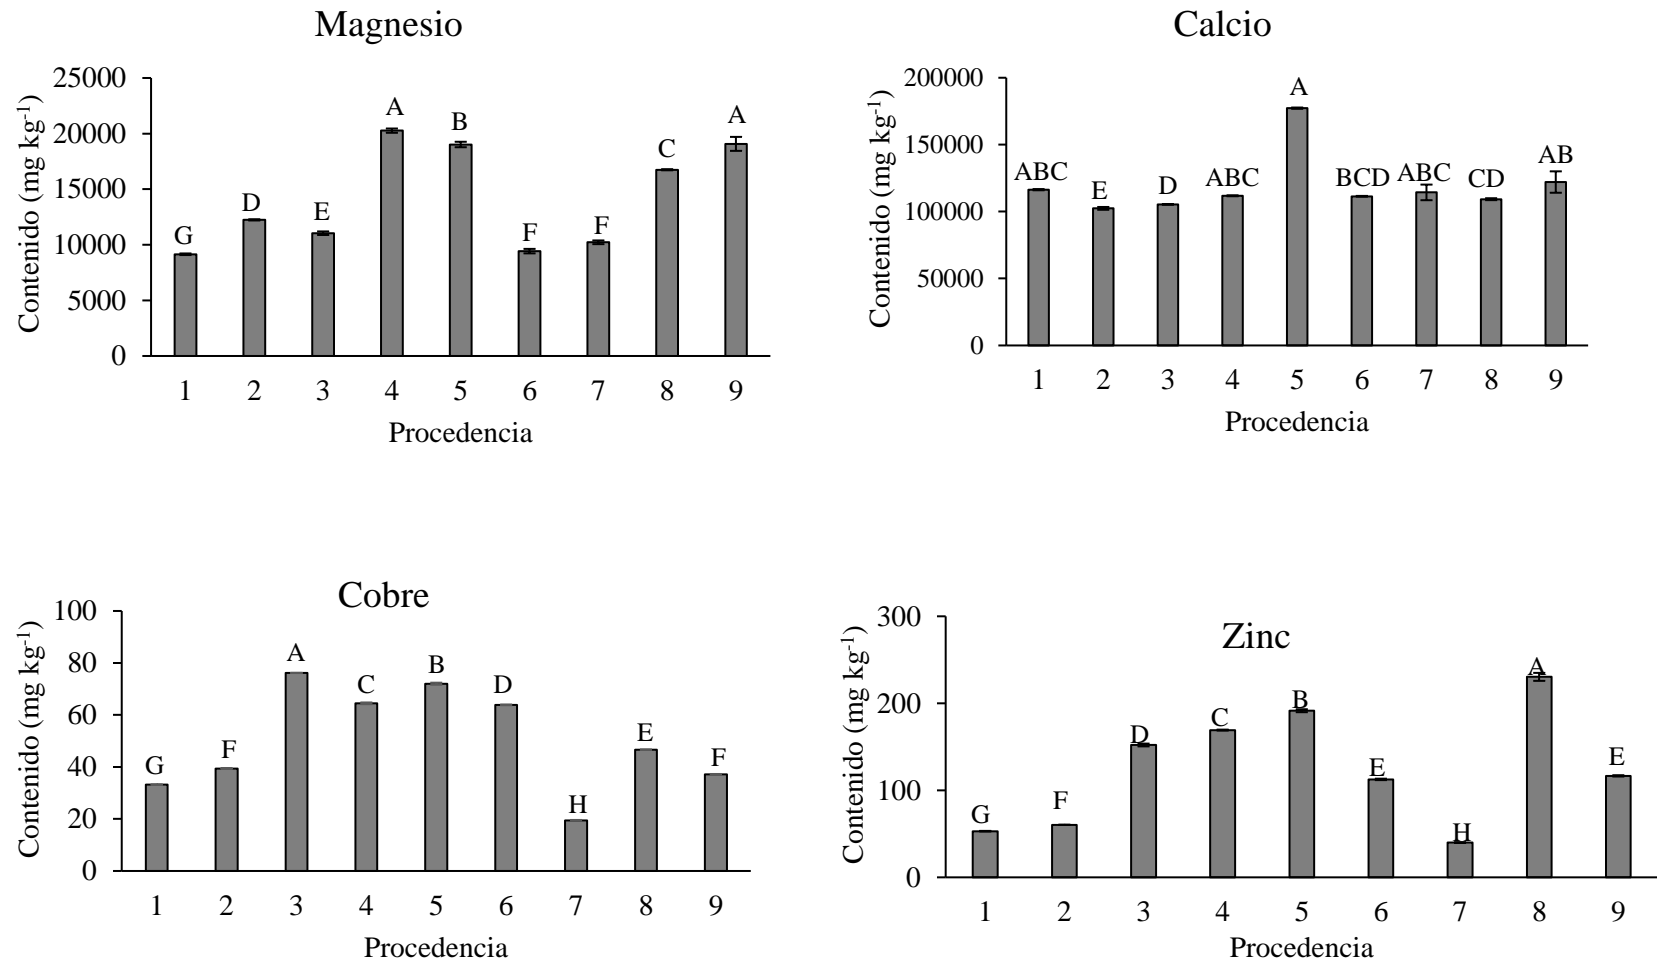 Magnesio
25000
20000
15000
10000
5000
0
Contenido (mg kg⁻¹)
G D E A B F F C A
1 2 3 4 5 6 7 8 9
Procedencia
Calcio
200000
150000
100000
50000
0
Contenido (mg kg⁻¹)
ABC E D ABC A BCD ABC CD AB
1 2 3 4 5 6 7 8 9
Procedencia
Cobre
100
80
60
40
20
0
Contenido (mg kg⁻¹)
G F A C B D H E F
1 2 3 4 5 6 7 8 9
Procedencia
Zinc
300
200
100
0
Contenido (mg kg⁻¹)
G F D C B E H A E
1 2 3 4 5 6 7 8 9
Procedencia